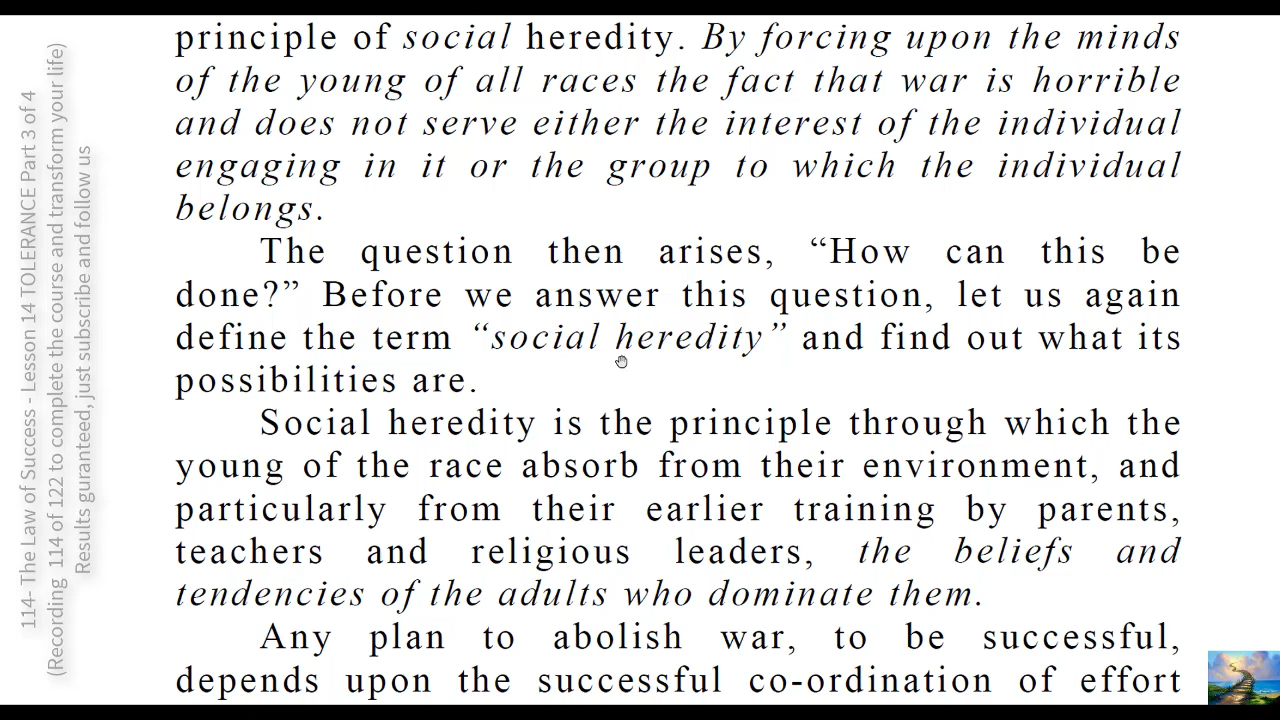 principle of social heredity. By forcing upon the minds
of the young of all races the fact that war is horrible
and does not serve either the interest of the individual
engaging in it or the group to which the individual
belongs.
The question then arises, “How can this be
done?” Before we answer this question, let us again
define the term “social heredity” and find out what its
possibilities are.
Social heredity is the principle through which the
young of the race absorb from their environment, and
particularly from their earlier training by parents,
teachers and religious leaders, the beliefs and
tendencies of the adults who dominate them.
Any plan to abolish war, to be successful,
depends upon the successful co-ordination of effort
114- The Law of Success - Lesson 14 TOLERANCE Part 3 of 4
(Recording 114 of 122 to complete the course and transform your life)
Results guranteed, just subscribe and follow us